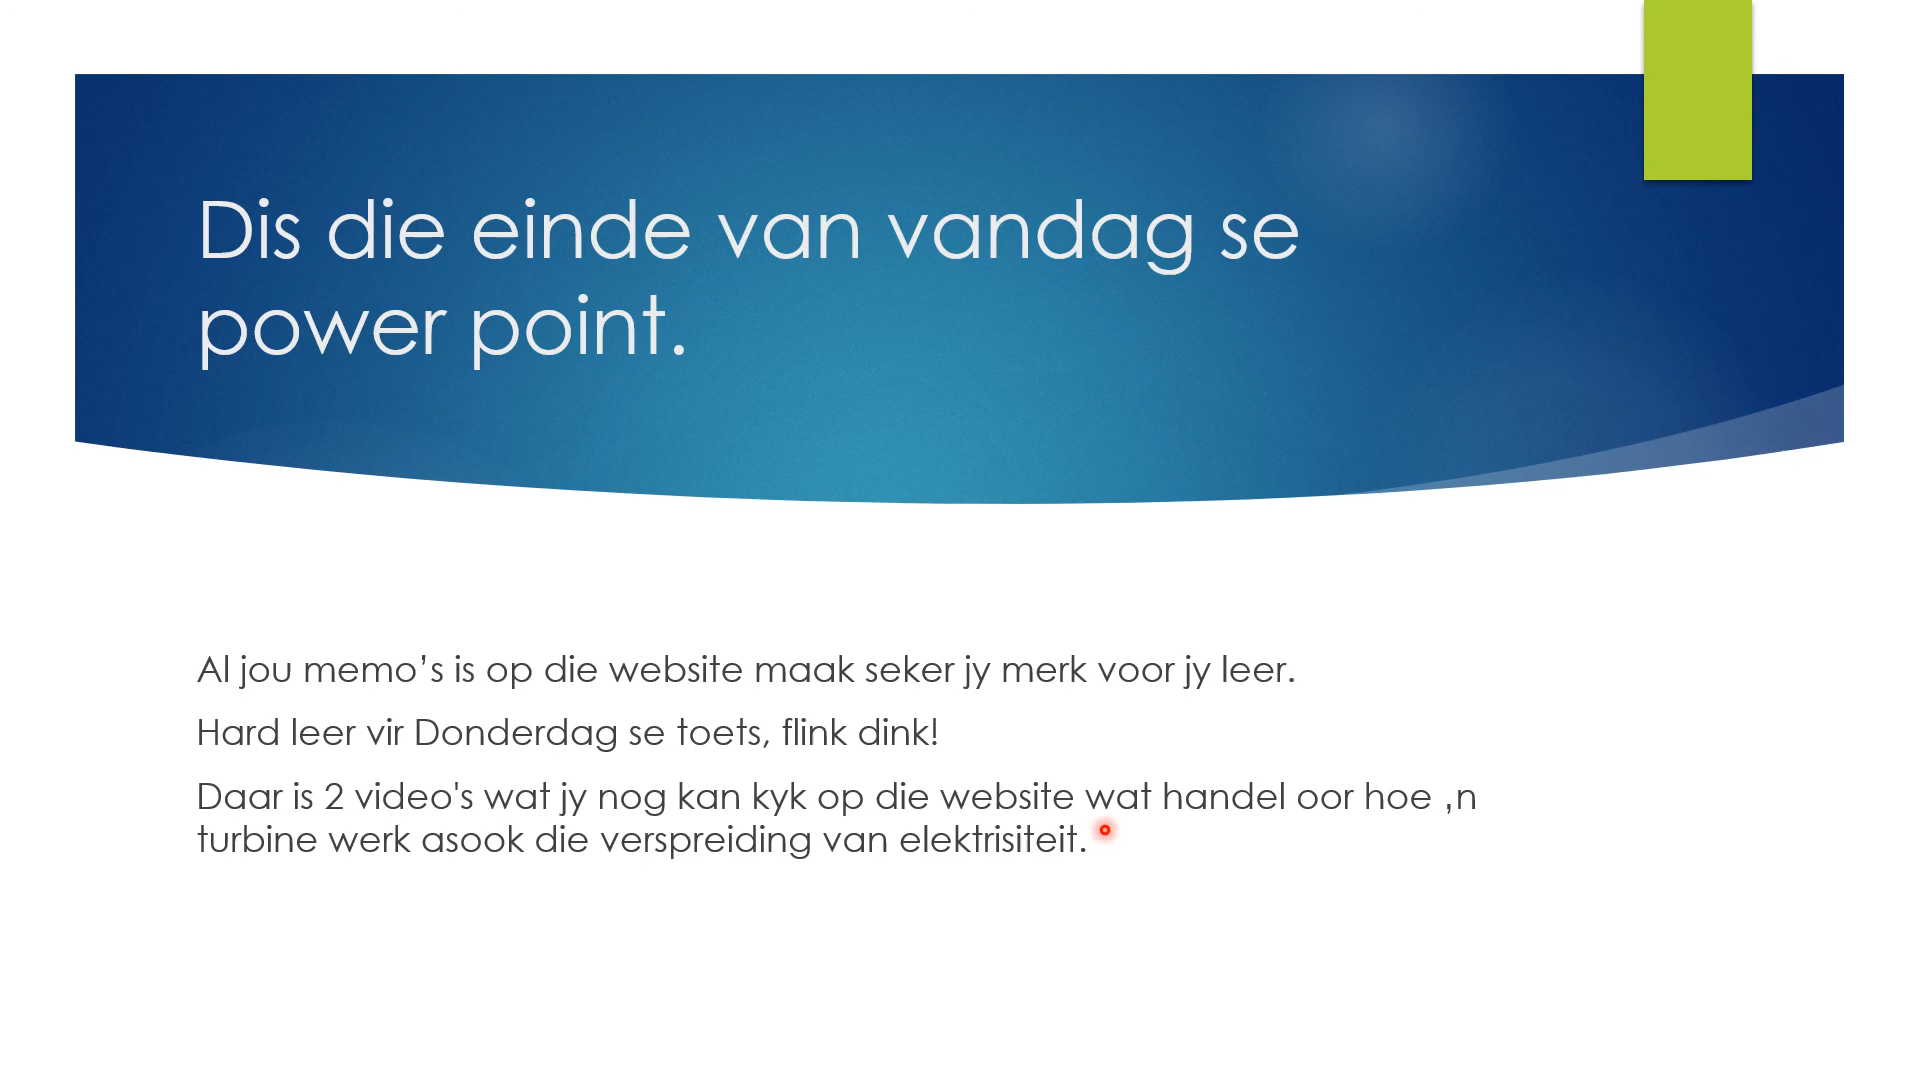 Dis die einde van vandag se
power point.
Al jou memo’s is op die website maak seker jy merk voor jy leer.
Hard leer vir Donderdag se toets, flink dink!
Daar is 2 video's wat jy nog kan kyk op die website wat handel oor hoe ‚n
turbine werk asook die verspreiding van elektrisiteit.